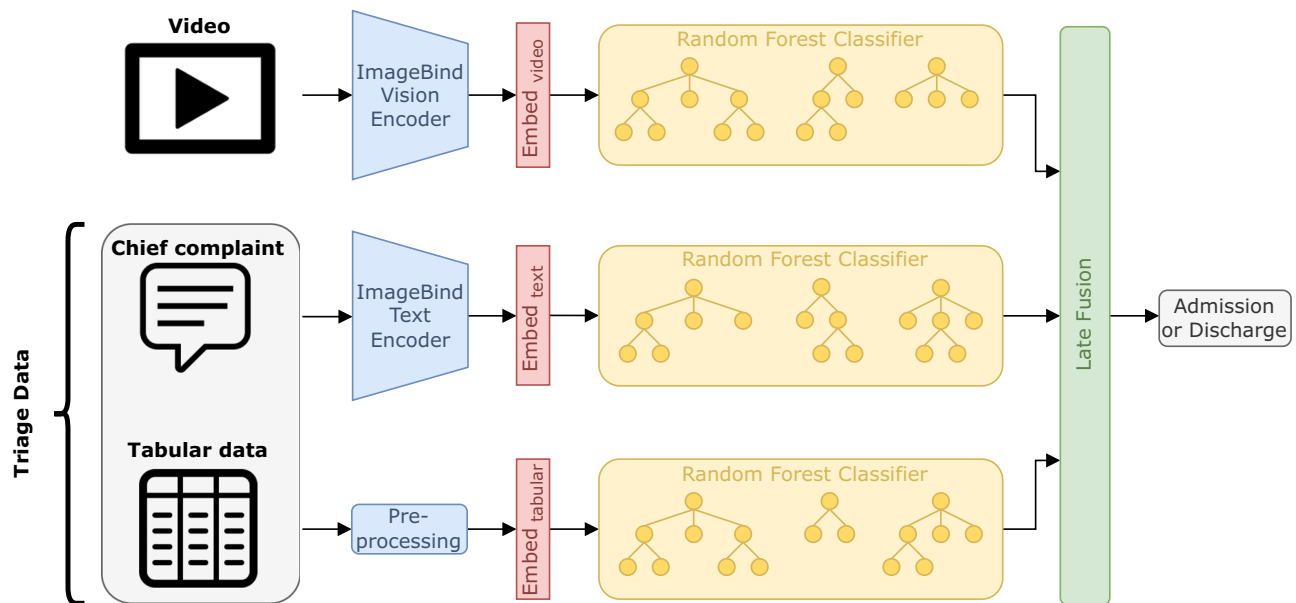 Video
ImageBind
Vision
Encoder
Embed video
Random Forest Classifier
Triage Data
Chief complaint
ImageBind
Text
Encoder
Embed text
Random Forest Classifier
Late Fusion
Admission
or Discharge
Tabular data
Pre-
processing
Embed tabular
Random Forest Classifier